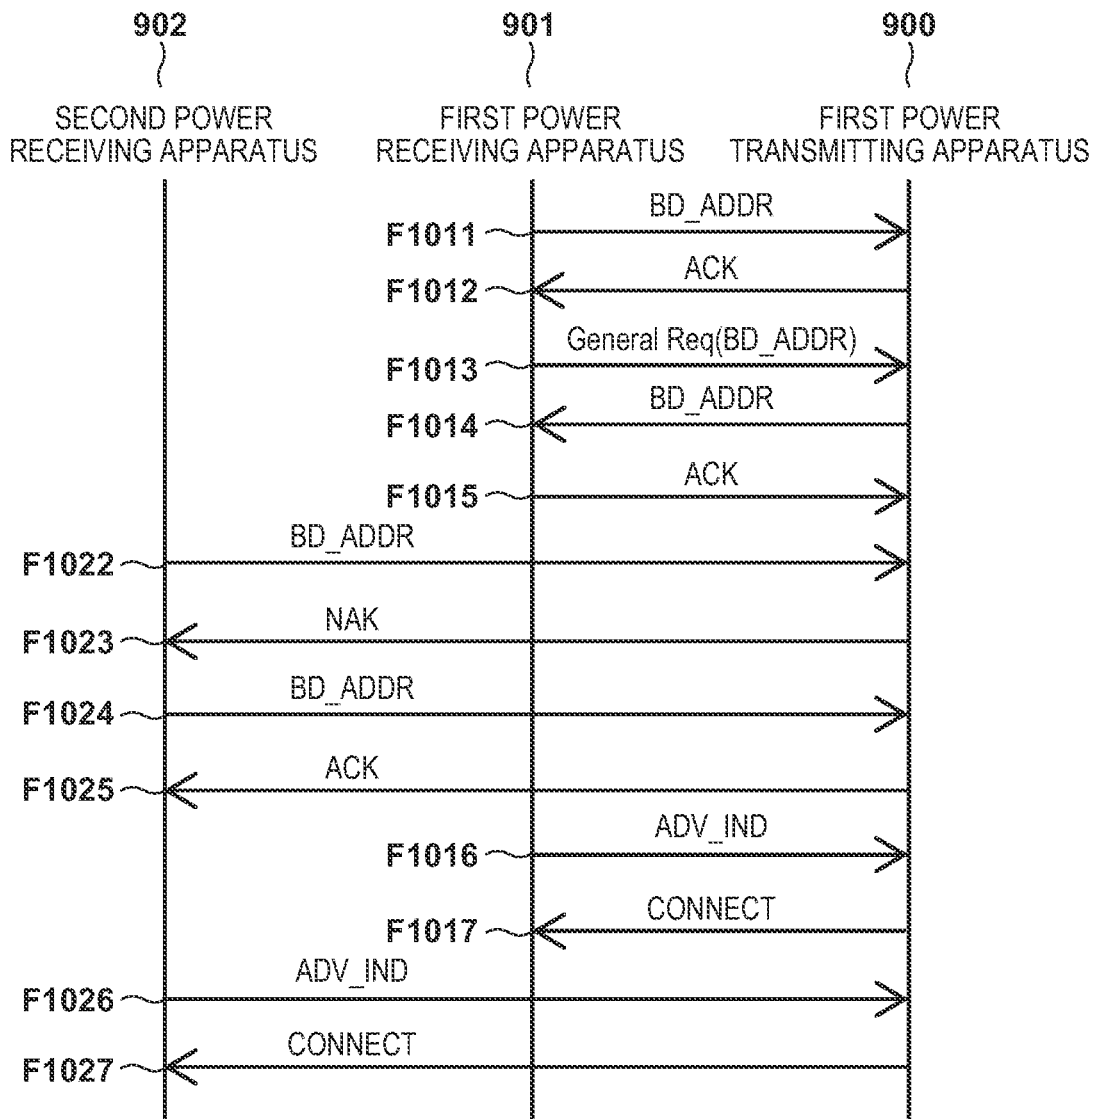 902
901
900
SECOND POWER
RECEIVING APPARATUS
FIRST POWER
RECEIVING APPARATUS
FIRST POWER
TRANSMITTING APPARATUS
F1011
BD_ADDR
F1012
ACK
F1013
General Req(BD_ADDR)
F1014
BD_ADDR
F1015
ACK
F1022
BD_ADDR
F1023
NAK
F1024
BD_ADDR
F1025
ACK
F1016
ADV_IND
F1017
CONNECT
F1026
ADV_IND
F1027
CONNECT